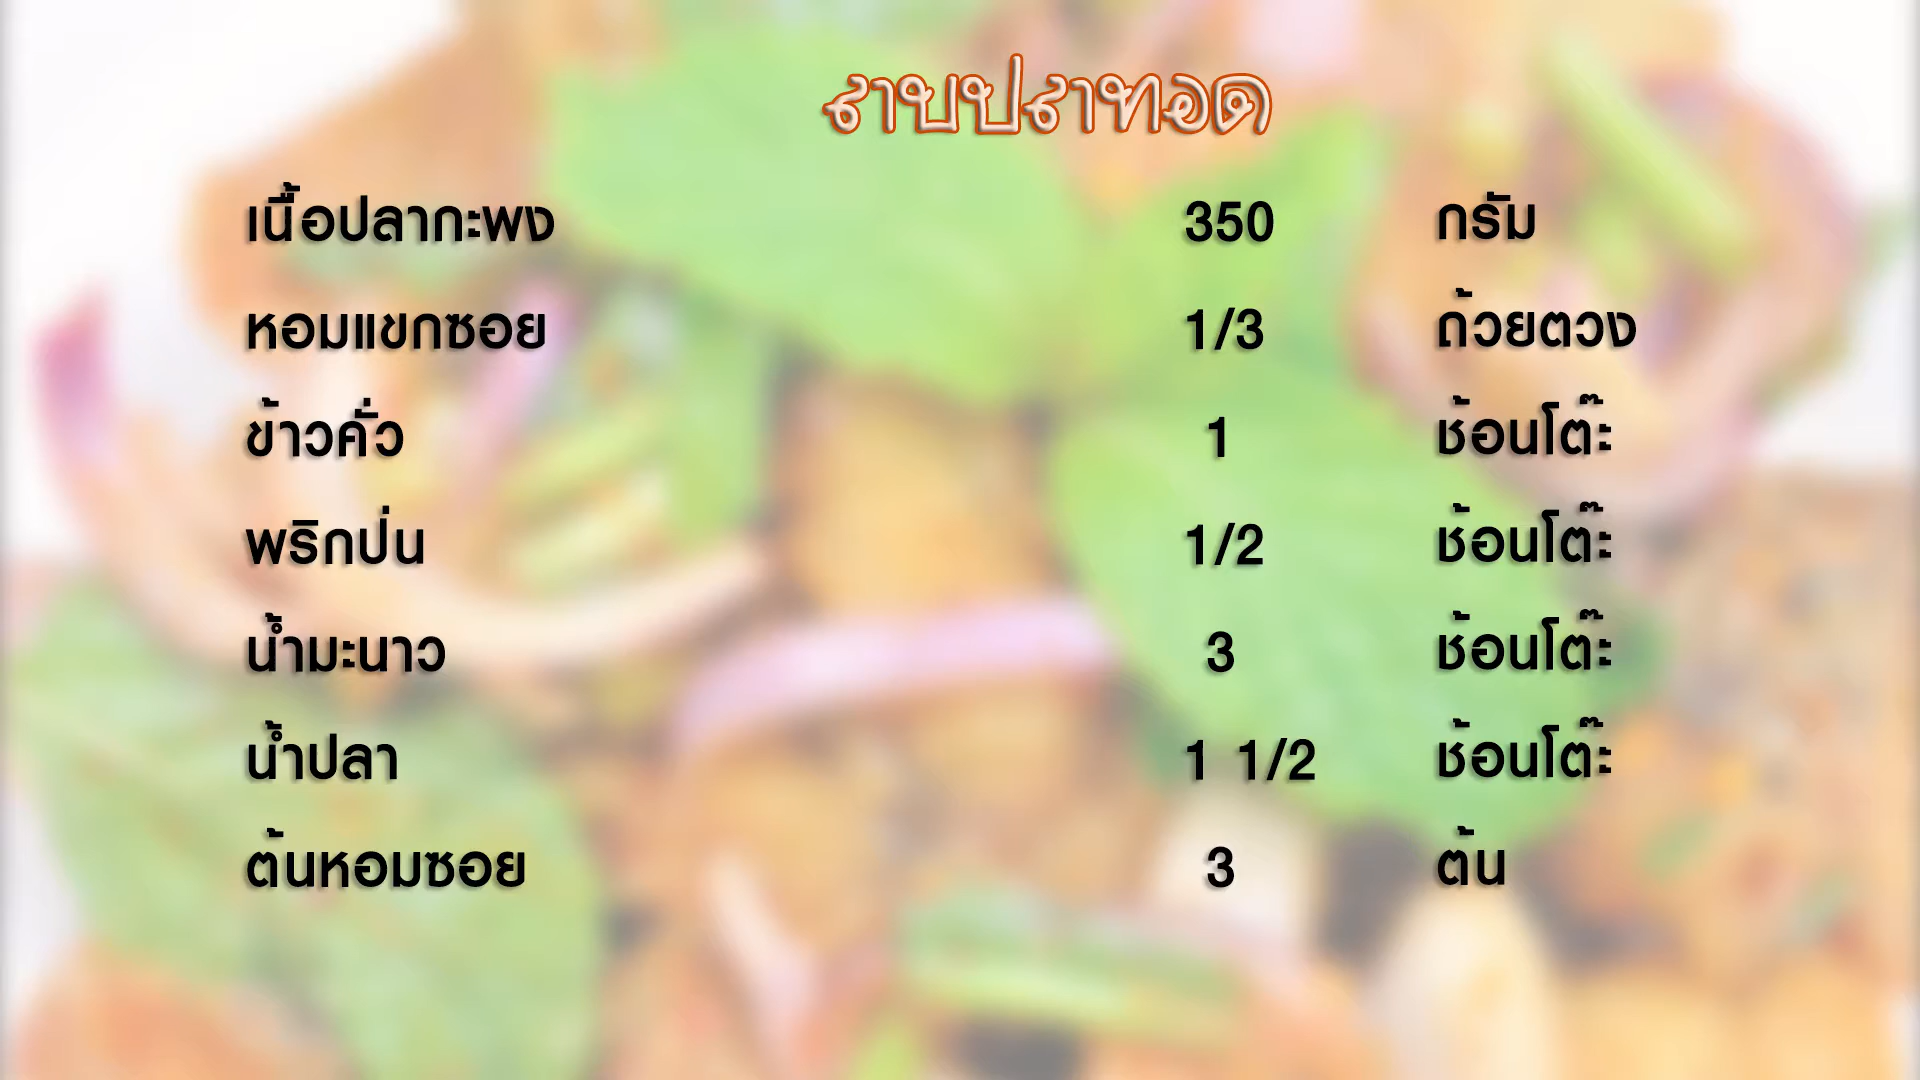 ลาบปลาทอด
เนื้อปลากะพง 350 กรัม
หอมแขกซอย 1/3 ถ้วยตวง
ข้าวคั่ว 1 ช้อนโต๊ะ
พริกป่น 1/2 ช้อนโต๊ะ
น้ำมะนาว 3 ช้อนโต๊ะ
น้ำปลา 1 1/2 ช้อนโต๊ะ
ต้นหอมซอย 3 ต้น